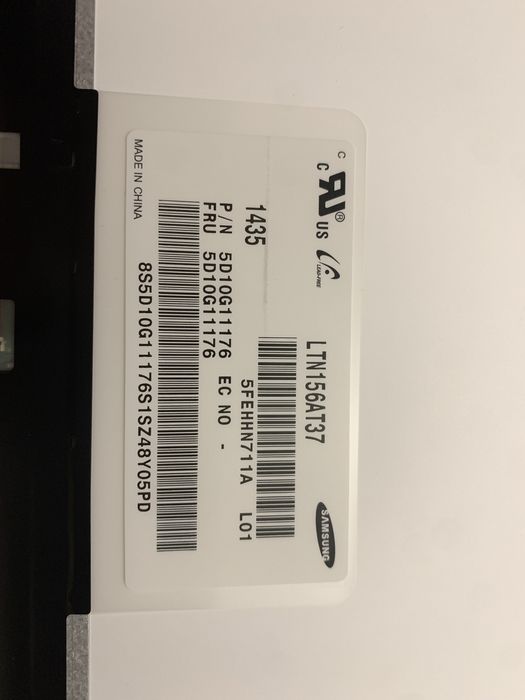 C
C UL ® US LEAD-FREE
LTN156AT37
SAMSUNG
1435
5FEHHN711A L01
P/N 5D10G11176 EC NO -
FRU 5D10G11176
8S5D10G11176S1SZ48Y05PD
MADE IN CHINA